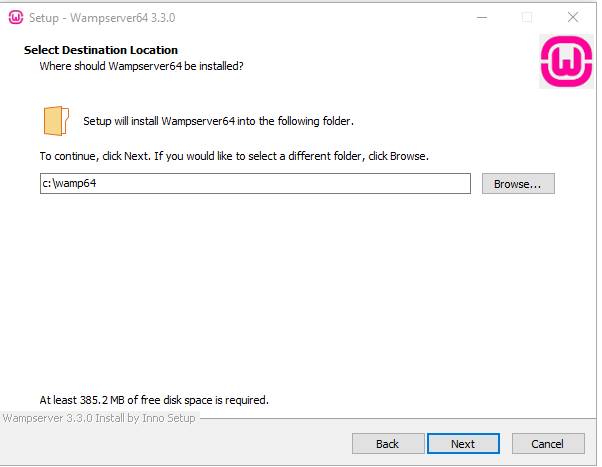 Setup - Wampserver64 3.3.0
Select Destination Location
Where should Wampserver64 be installed?
Setup will install Wampserver64 into the following folder.
To continue, click Next. If you would like to select a different folder, click Browse.
c:\wamp64
Browse...
At least 385.2 MB of free disk space is required.
Wampserver 3.3.0 Install by Inno Setup
Back
Next
Cancel